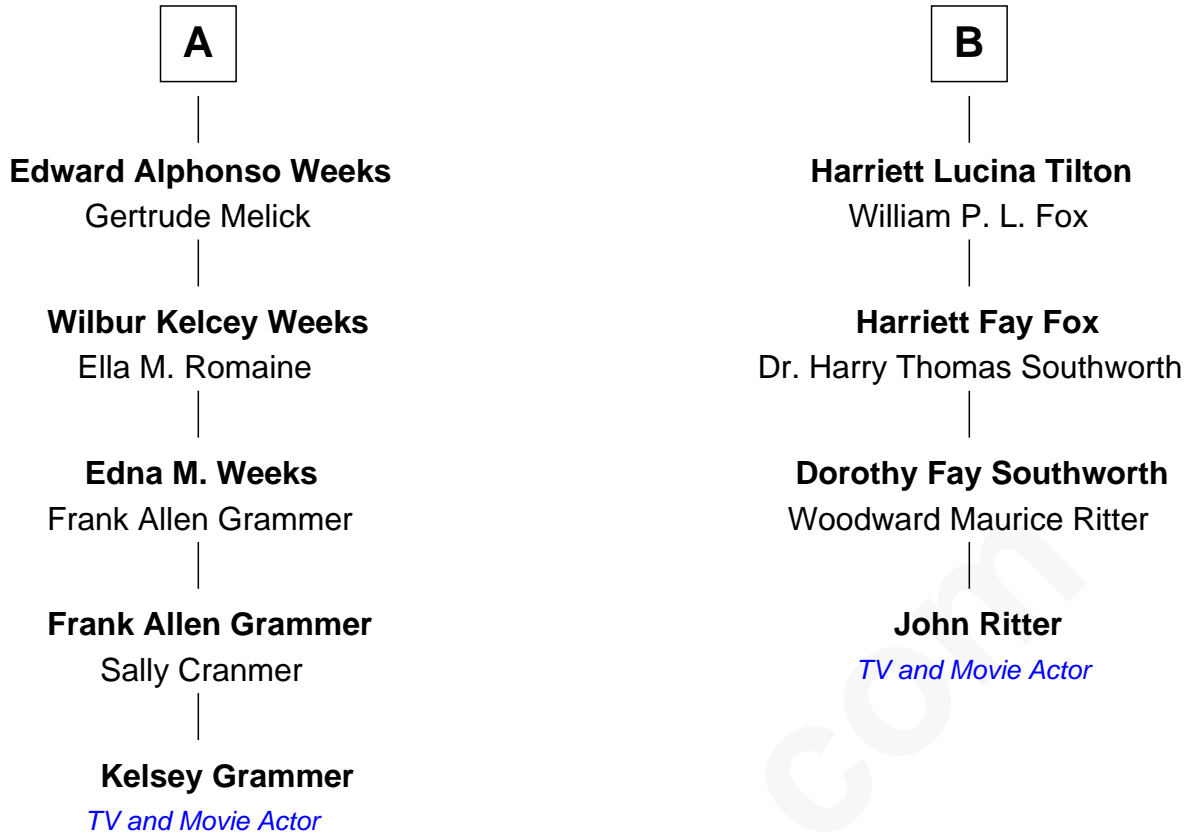 A
Edward Alphonso Weeks
Gertrude Melick
Wilbur Kelcey Weeks
Ella M. Romaine
Edna M. Weeks
Frank Allen Grammer
Frank Allen Grammer
Sally Cranmer
Kelsey Grammer
TV and Movie Actor
B
Harriett Lucina Tilton
William P. L. Fox
Harriett Fay Fox
Dr. Harry Thomas Southworth
Dorothy Fay Southworth
Woodward Maurice Ritter
John Ritter
TV and Movie Actor
com